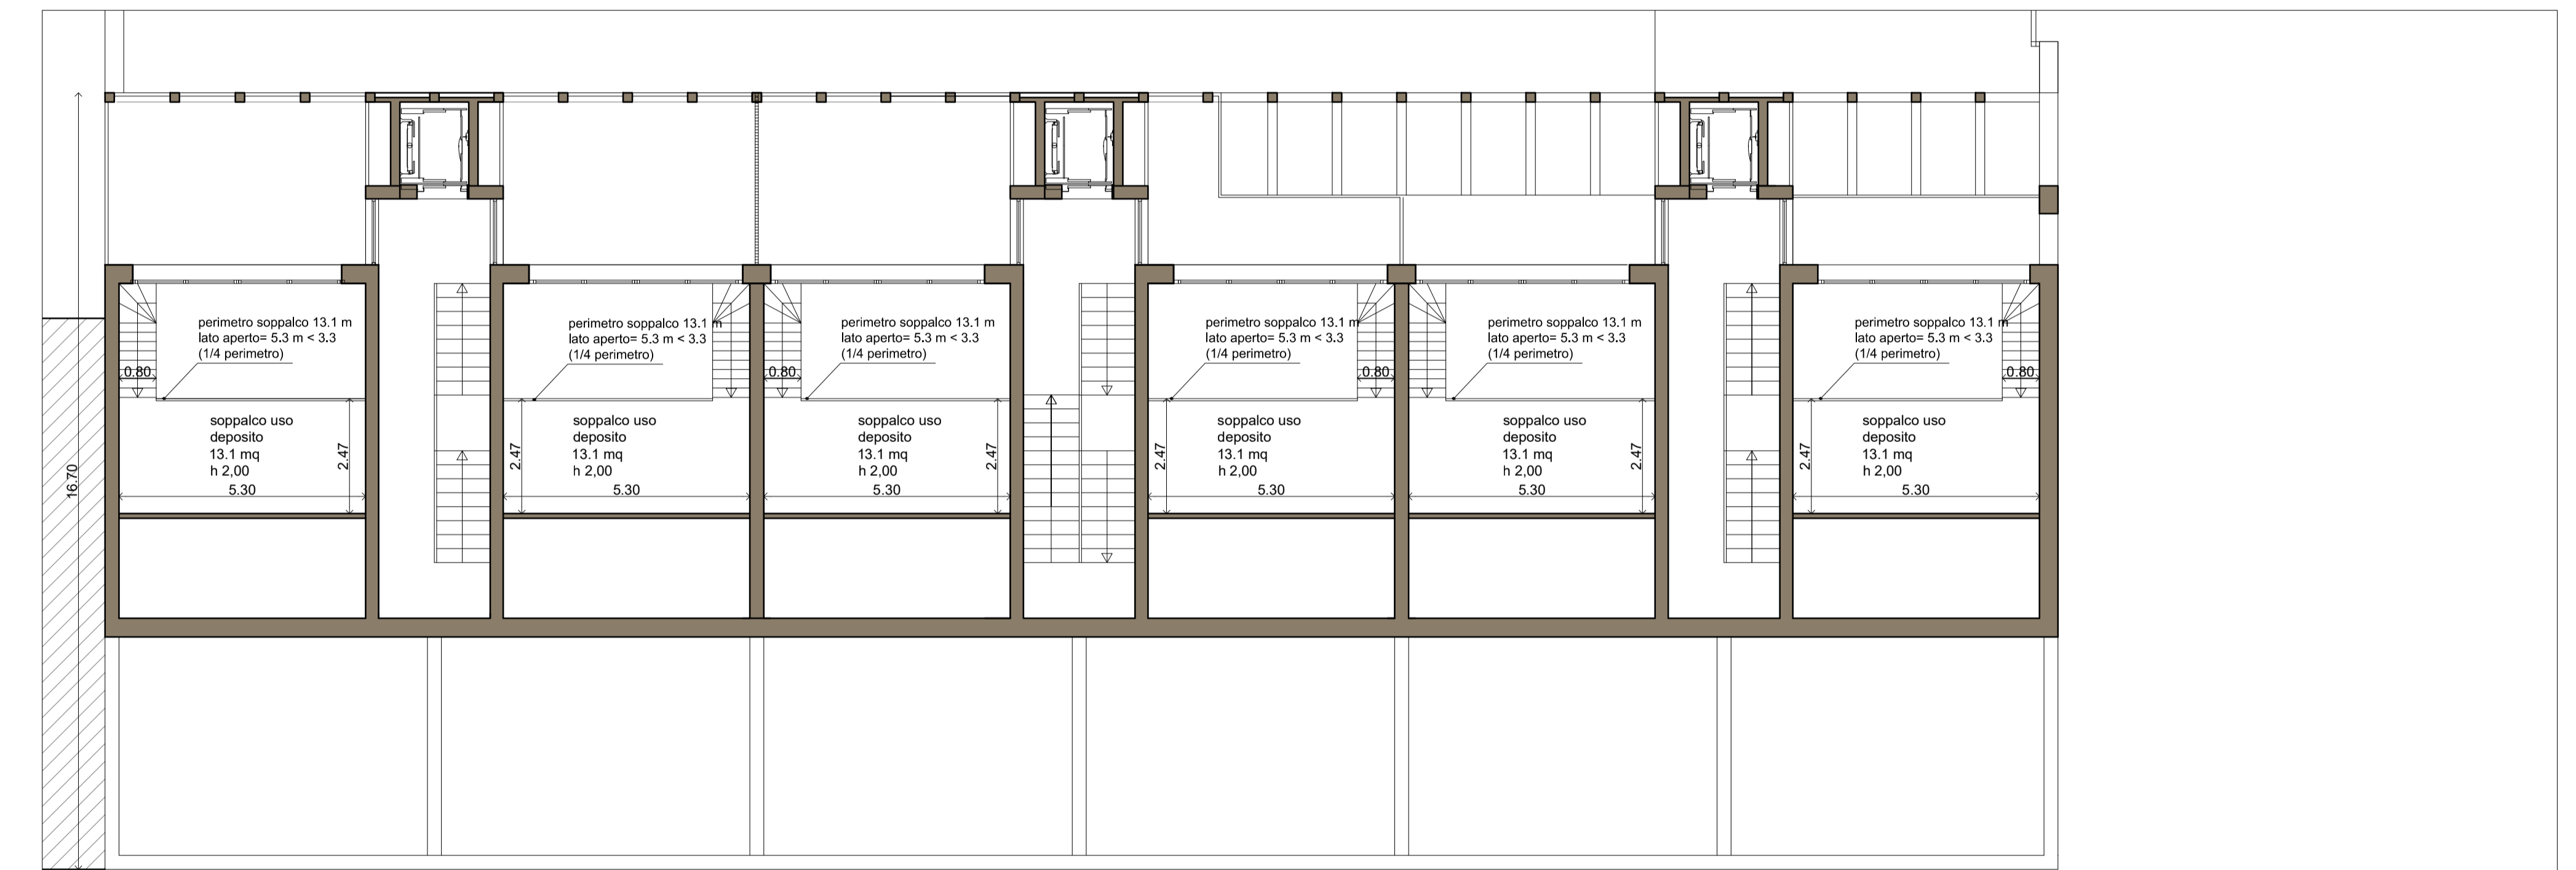 perimetro soppalco 13.1 m
lato aperto= 5.3 m < 3.3
(1/4 perimetro)
0.80
soppalco uso
deposito
13.1 mq
h 2,00
2.47
5.30
perimetro soppalco 13.1 m
lato aperto= 5.3 m < 3.3
(1/4 perimetro)
soppalco uso
deposito
13.1 mq
h 2,00
2.47
5.30
perimetro soppalco 13.1 m
lato aperto= 5.3 m < 3.3
(1/4 perimetro)
0.80
soppalco uso
deposito
13.1 mq
h 2,00
2.47
5.30
perimetro soppalco 13.1 m
lato aperto= 5.3 m < 3.3
(1/4 perimetro)
0.80
soppalco uso
deposito
13.1 mq
h 2,00
2.47
5.30
perimetro soppalco 13.1 m
lato aperto= 5.3 m < 3.3
(1/4 perimetro)
soppalco uso
deposito
13.1 mq
h 2,00
2.47
5.30
perimetro soppalco 13.1 m
lato aperto= 5.3 m < 3.3
(1/4 perimetro)
0.80
soppalco uso
deposito
13.1 mq
h 2,00
2.47
5.30
16.70